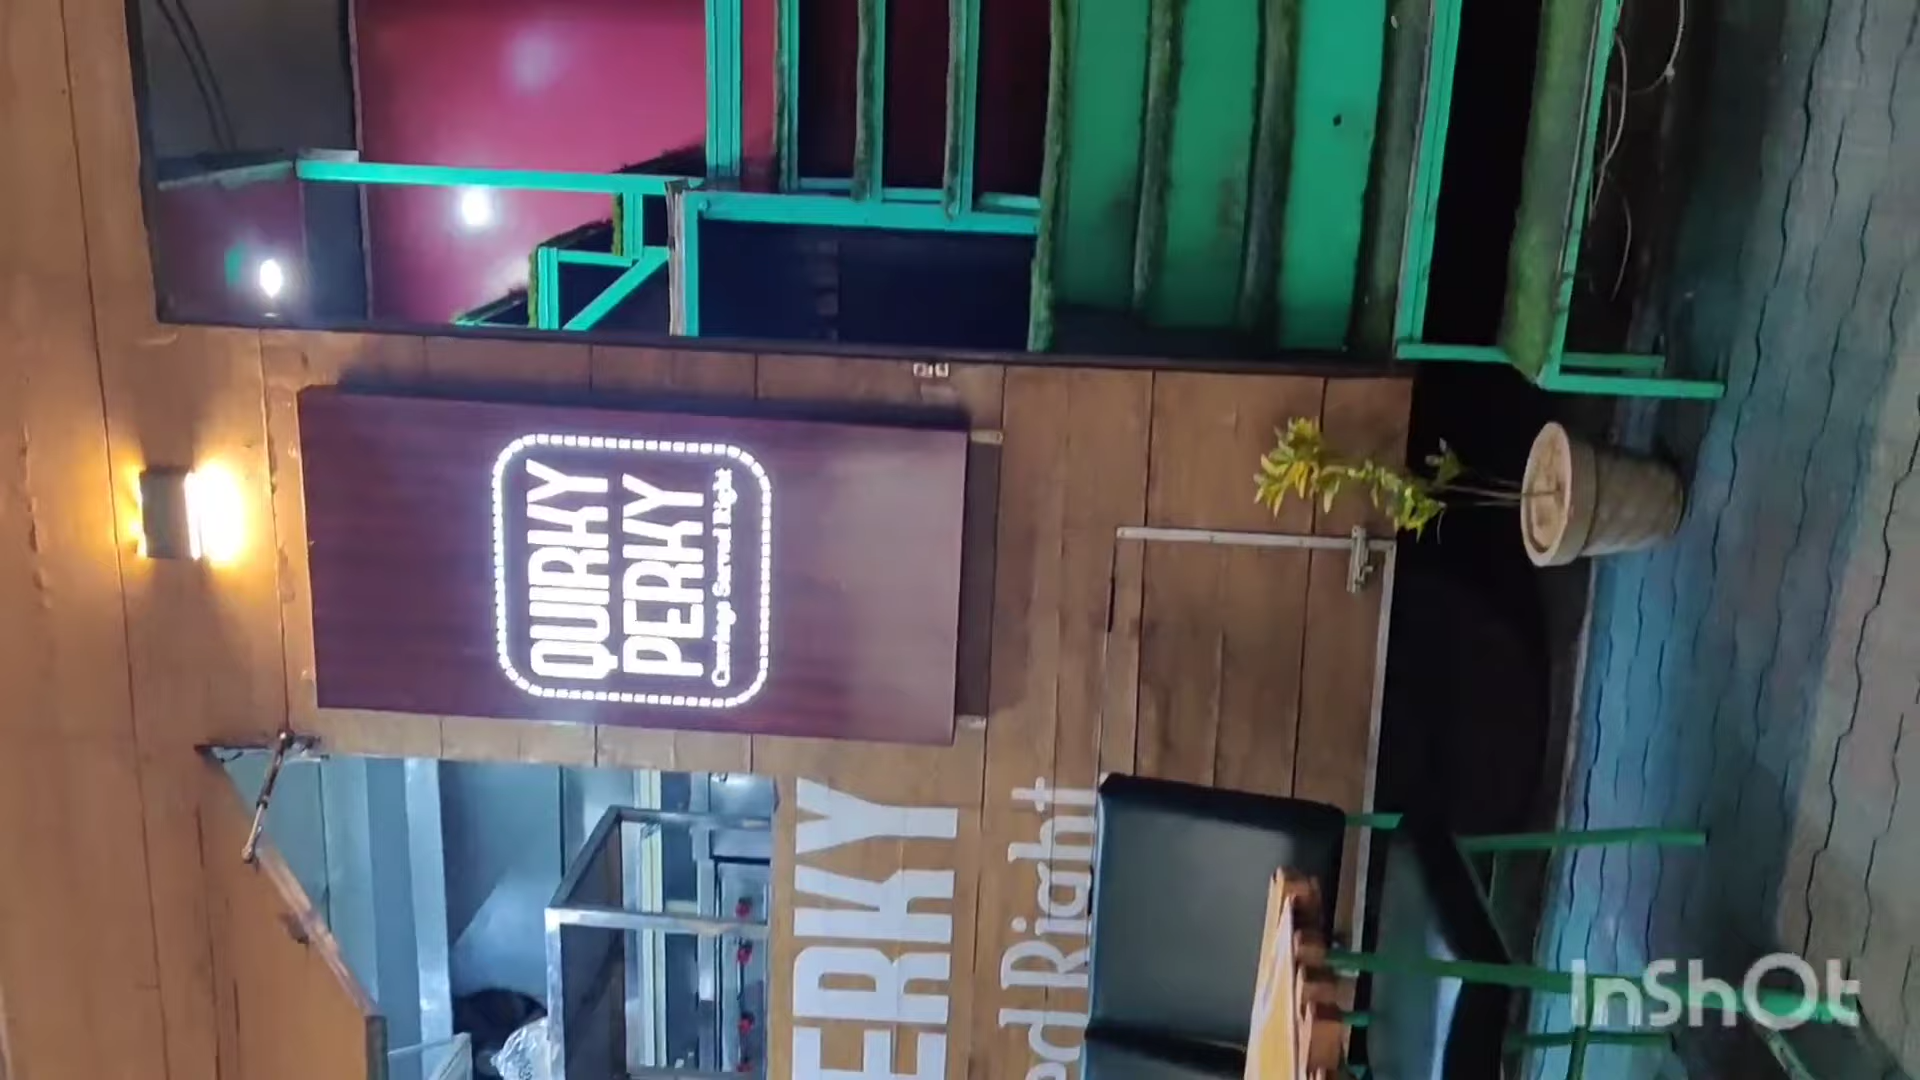 QUIRKY
PERKY
Cravings Served Right
ERKY
ed Right
InShOt